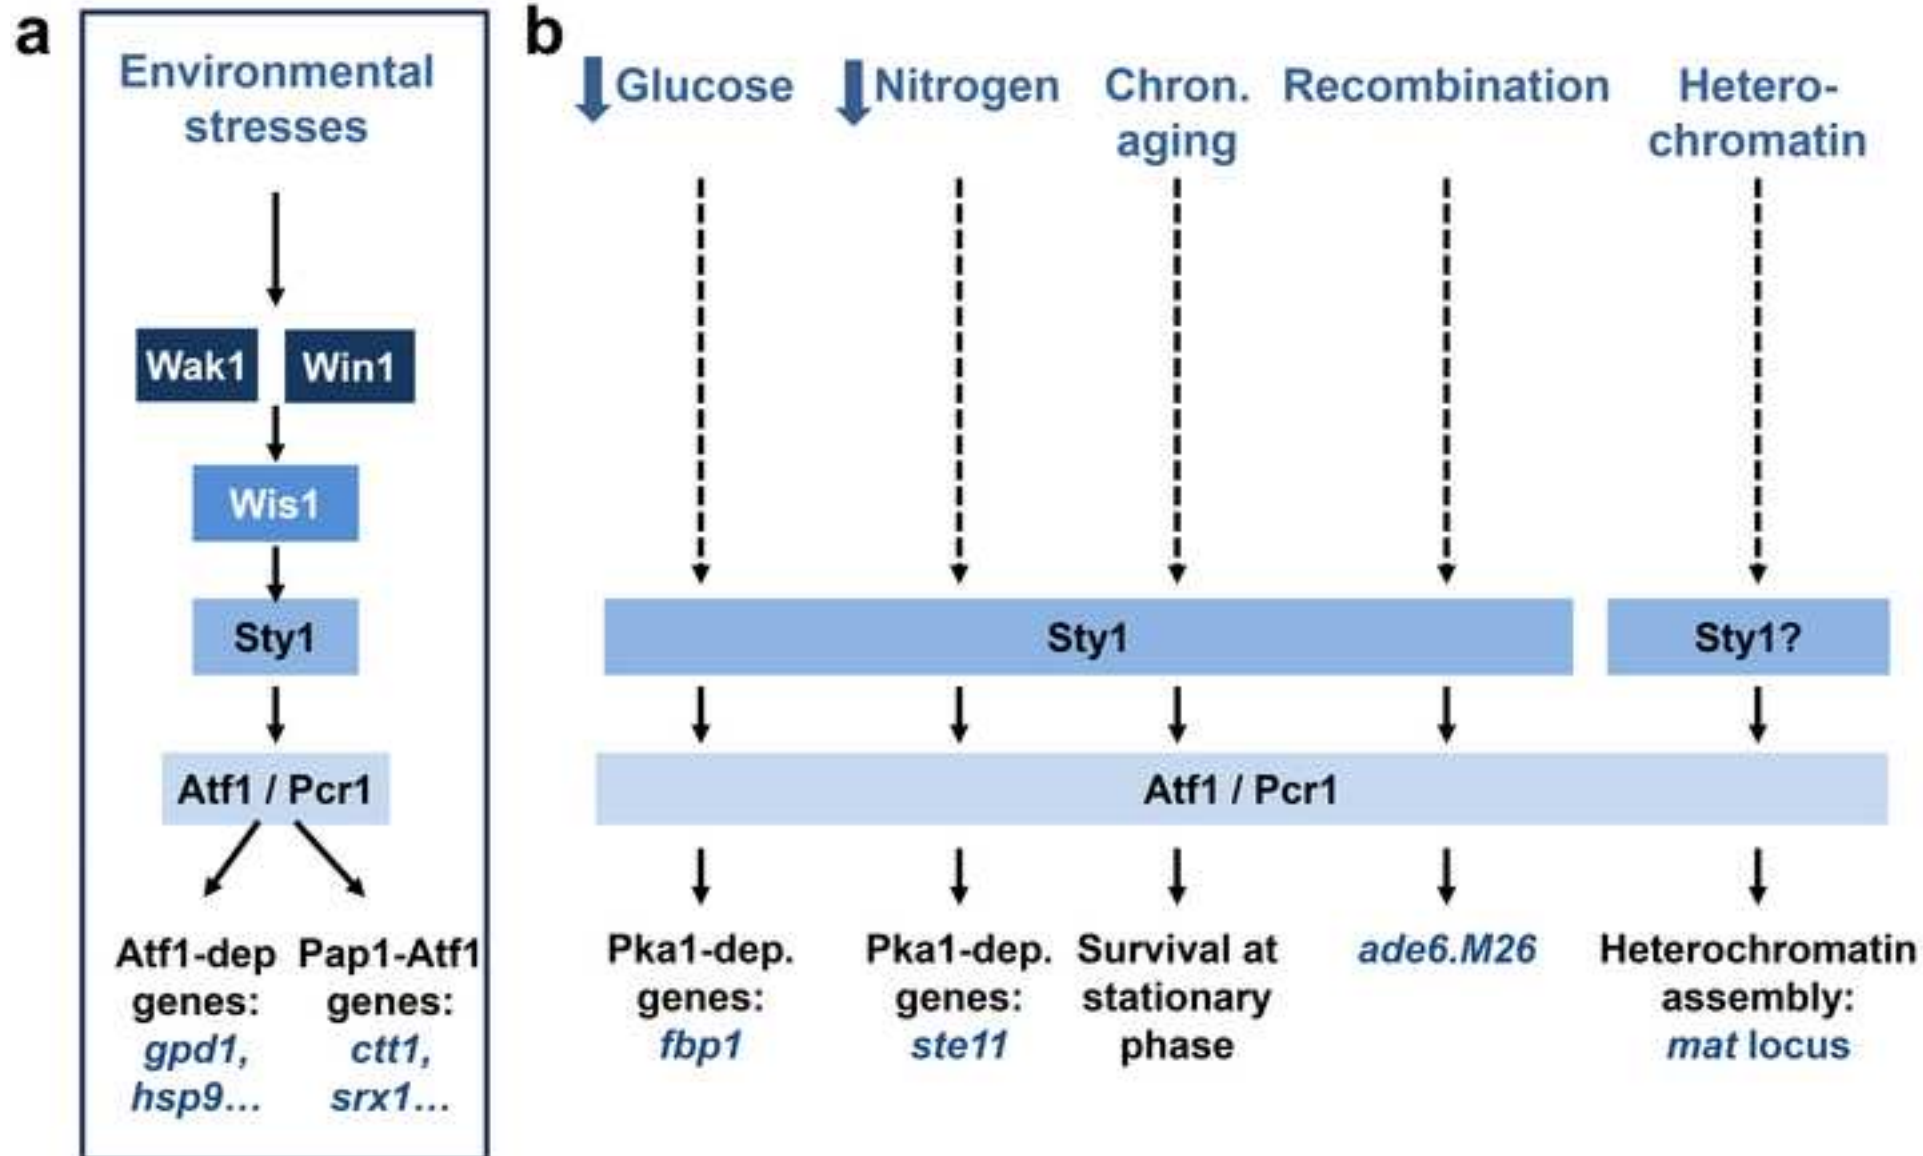 a
Environmental
stresses
Wak1
Win1
Wis1
Sty1
Atf1 / Pcr1
Atf1-dep
genes:
gpd1,
hsp9...
Pap1-Atf1
genes:
ctt1,
srx1...
b
Glucose
Nitrogen
Chron.
aging
Recombination
Hetero-
chromatin
Sty1
Sty1?
Atf1 / Pcr1
Pka1-dep.
genes:
fbp1
Pka1-dep.
genes:
ste11
Survival at
stationary
phase
ade6.M26
Heterochromatin
assembly:
mat locus